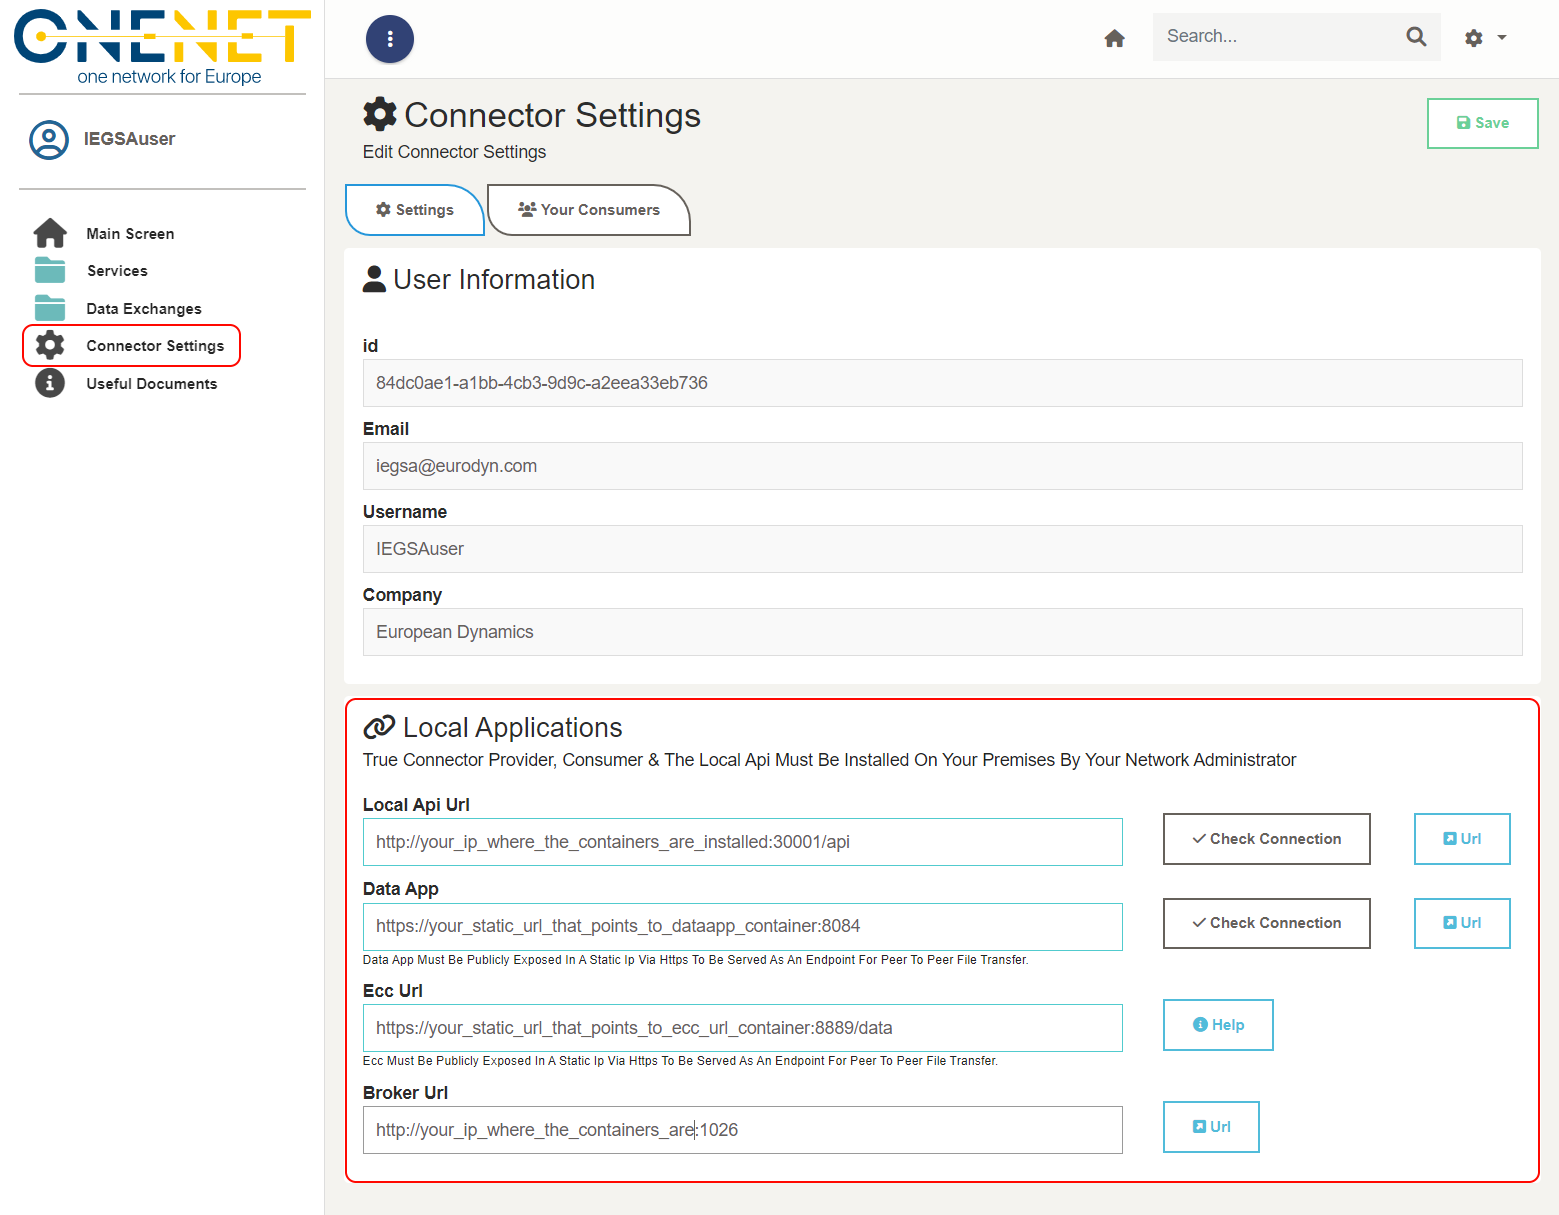 ONENET
one network for Europe
IEGSAuser
Main Screen
Services
Data Exchanges
Connector Settings
Useful Documents
Search...
Connector Settings
Edit Connector Settings
Save
Settings
Your Consumers
User Information
id
84dc0ae1-a1bb-4cb3-9d9c-a2eea33eb736
Email
iegsa@eurodyn.com
Username
IEGSAuser
Company
European Dynamics
Local Applications
True Connector Provider, Consumer & The Local Api Must Be Installed On Your Premises By Your Network Administrator
Local Api Url
http://your_ip_where_the_containers_are_installed:30001/api
Check Connection
Url
Data App
https://your_static_url_that_points_to_dataapp_container:8084
Check Connection
Url
Data App Must Be Publicly Exposed In A Static Ip Via Https To Be Served As An Endpoint For Peer To Peer File Transfer.
Ecc Url
https://your_static_url_that_points_to_ecc_url_container:8889/data
Help
Ecc Must Be Publicly Exposed In A Static Ip Via Https To Be Served As An Endpoint For Peer To Peer File Transfer.
Broker Url
http://your_ip_where_the_containers_are:1026
Url